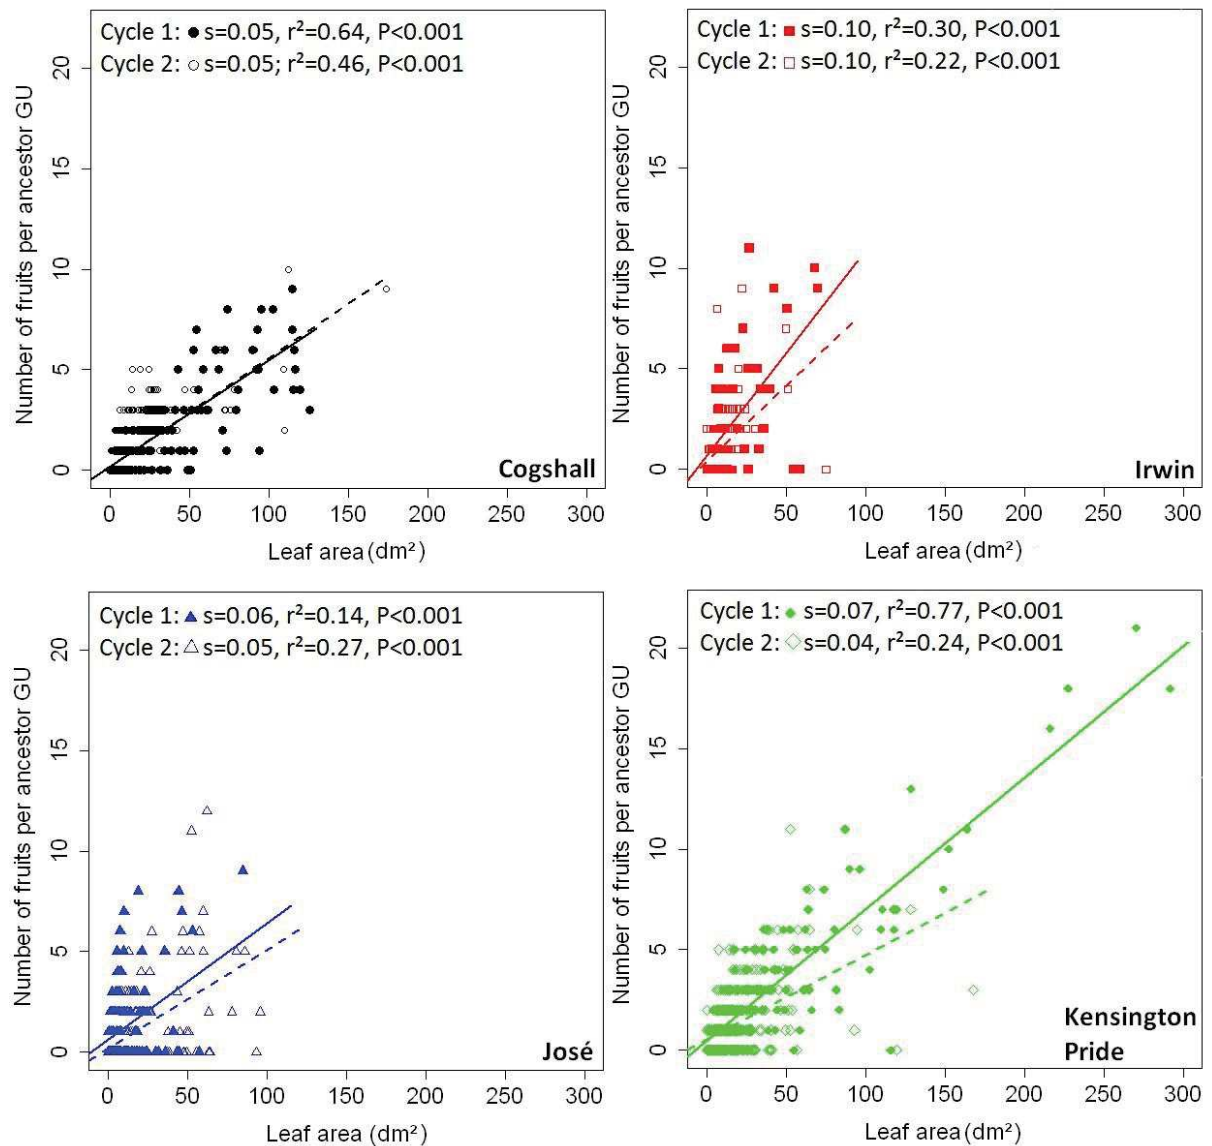 Cycle 1: ● s=0.05, r²=0.64, P<0.001
Cycle 2: ○ s=0.05; r²=0.46, P<0.001
Number of fruits per ancestor GU
20
15
10
5
0
Cogshall
0 50 100 150 200 250 300
Leaf area (dm²)
Cycle 1: ■ s=0.10, r²=0.30, P<0.001
Cycle 2: □ s=0.10, r²=0.22, P<0.001
Number of fruits per ancestor GU
20
15
10
5
0
Irwin
0 50 100 150 200 250 300
Leaf area (dm²)
Cycle 1: ▲ s=0.06, r²=0.14, P<0.001
Cycle 2: △ s=0.05, r²=0.27, P<0.001
Number of fruits per ancestor GU
20
15
10
5
0
José
0 50 100 150 200 250 300
Leaf area (dm²)
Cycle 1: ◆ s=0.07, r²=0.77, P<0.001
Cycle 2: ◇ s=0.04, r²=0.24, P<0.001
Number of fruits per ancestor GU
20
15
10
5
0
Kensington
Pride
0 50 100 150 200 250 300
Leaf area (dm²)